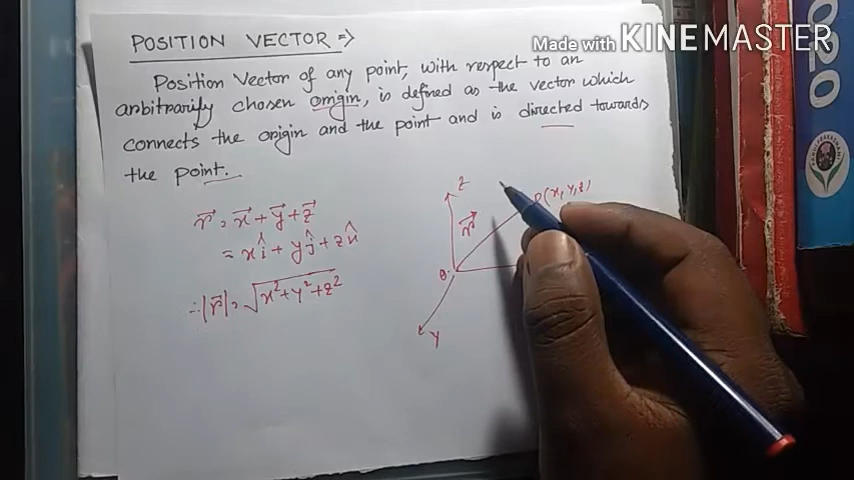 Made with KINEMASTER
POSITION VECTOR =>
Position Vector of any point, with respect to an
arbitrarify chosen origin, is defined as the vector which
connects the origin and the point and is directed towards
the point.
r⃗ = x⃗ + y⃗ + z⃗
= xî + yĵ + zk̂
∴ |r⃗| = √x² + y² + z²
Z
P(x, y, z)
r⃗
O
Y
020